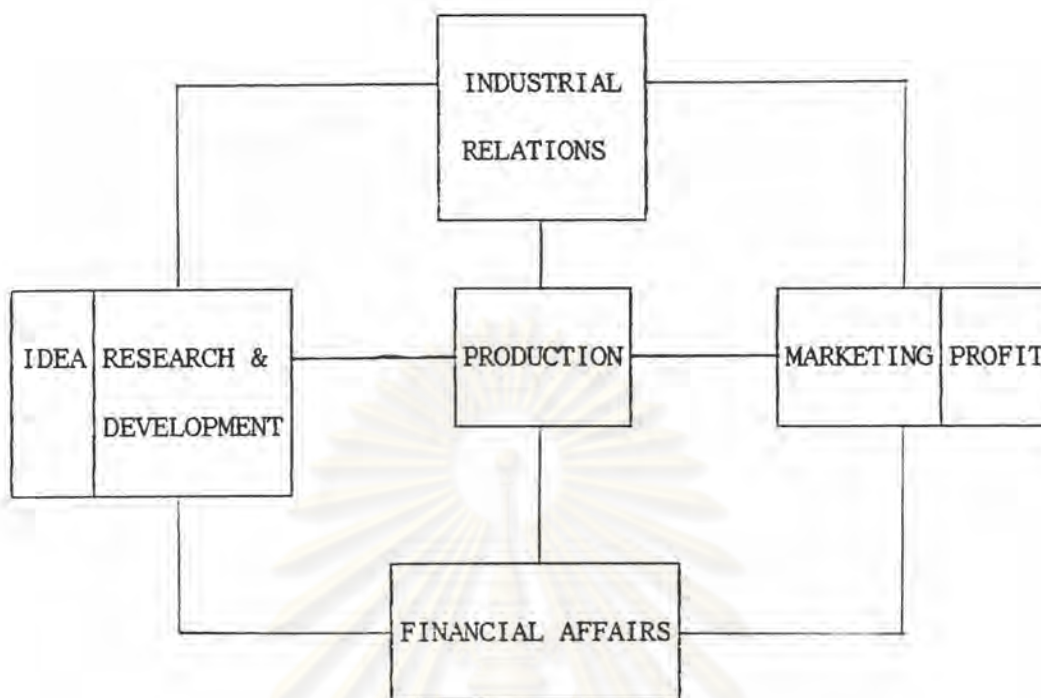 INDUSTRIAL
RELATIONS
IDEA
RESEARCH &
DEVELOPMENT
PRODUCTION
MARKETING
PROFIT
FINANCIAL AFFAIRS